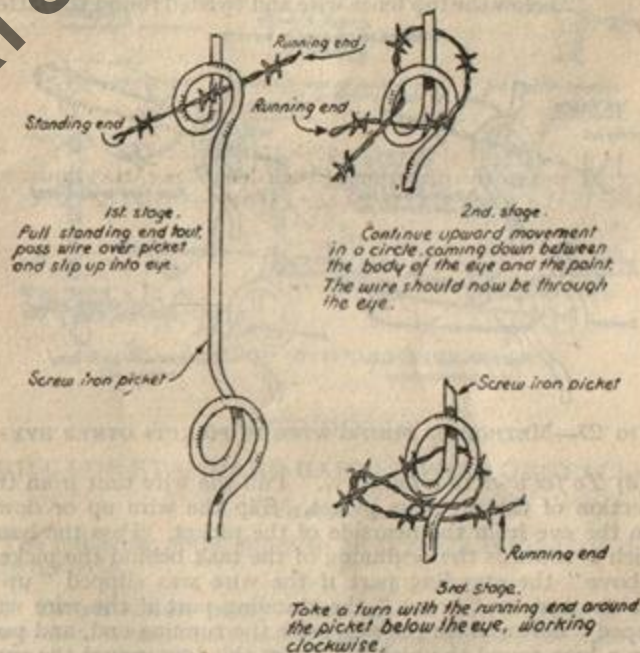 Running end
Standing end
Running end
1st. stage.
Pull standing end taut,
pass wire over picket
and slip up into eye.
2nd. stage.
Continue upward movement
in a circle, coming down between
the body of the eye and the point.
The wire should now be through
the eye.
Screw iron picket
Screw iron picket
Running end
3rd. stage.
Take a turn with the running end around
the picket below the eye, working
clockwise.